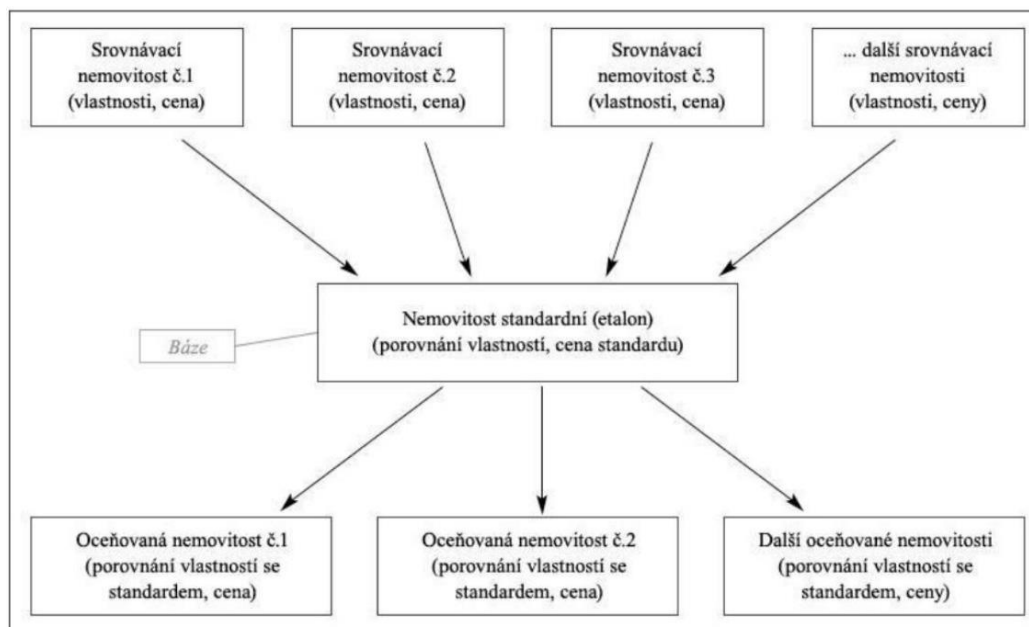 Srovnávací
nemovitost č.1
(vlastnosti, cena)
Srovnávací
nemovitost č.2
(vlastnosti, cena)
Srovnávací
nemovitost č.3
(vlastnosti, cena)
... další srovnávací
nemovitosti
(vlastnosti, ceny)
Nemovitost standardní (etalon)
(porovnání vlastností, cena standardu)
Báze
Oceňovaná nemovitost č.1
(porovnání vlastností se
standardem, cena)
Oceňovaná nemovitost č.2
(porovnání vlastností se
standardem, cena)
Další oceňované nemovitosti
(porovnání vlastností se
standardem, ceny)